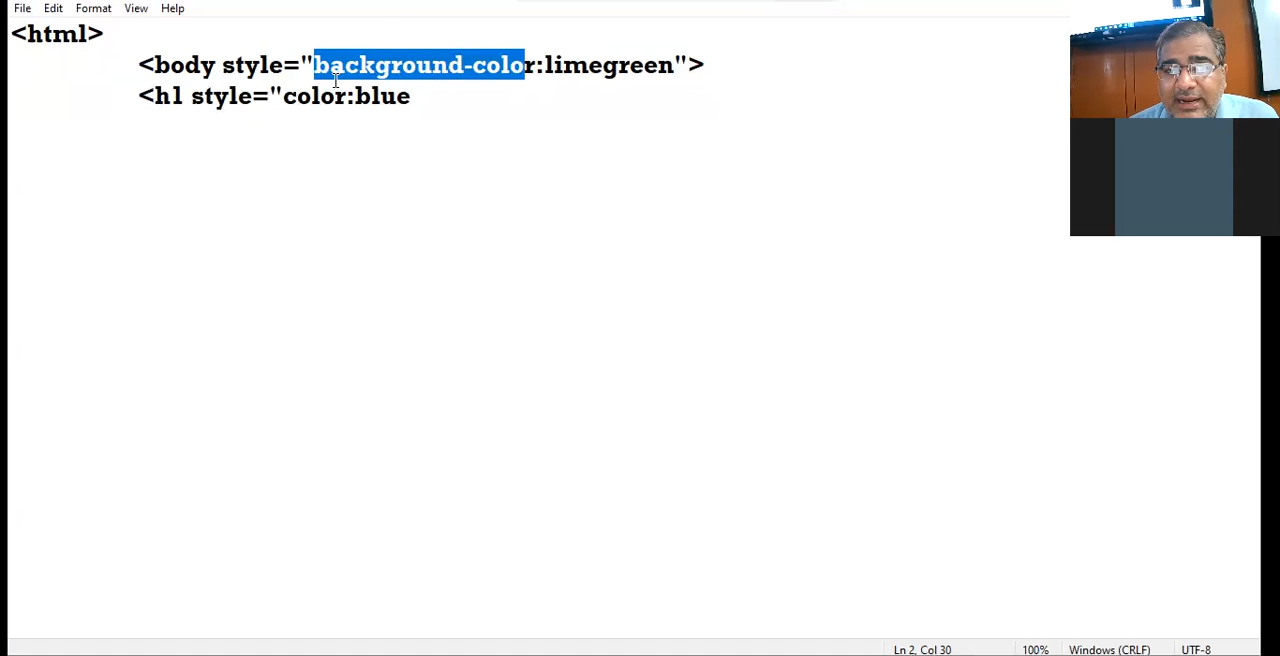 File Edit Format View Help
<html>
<body style="background-color:limegreen">
<h1 style="color:blue
Ln 2, Col 30 100% Windows (CRLF) UTF-8